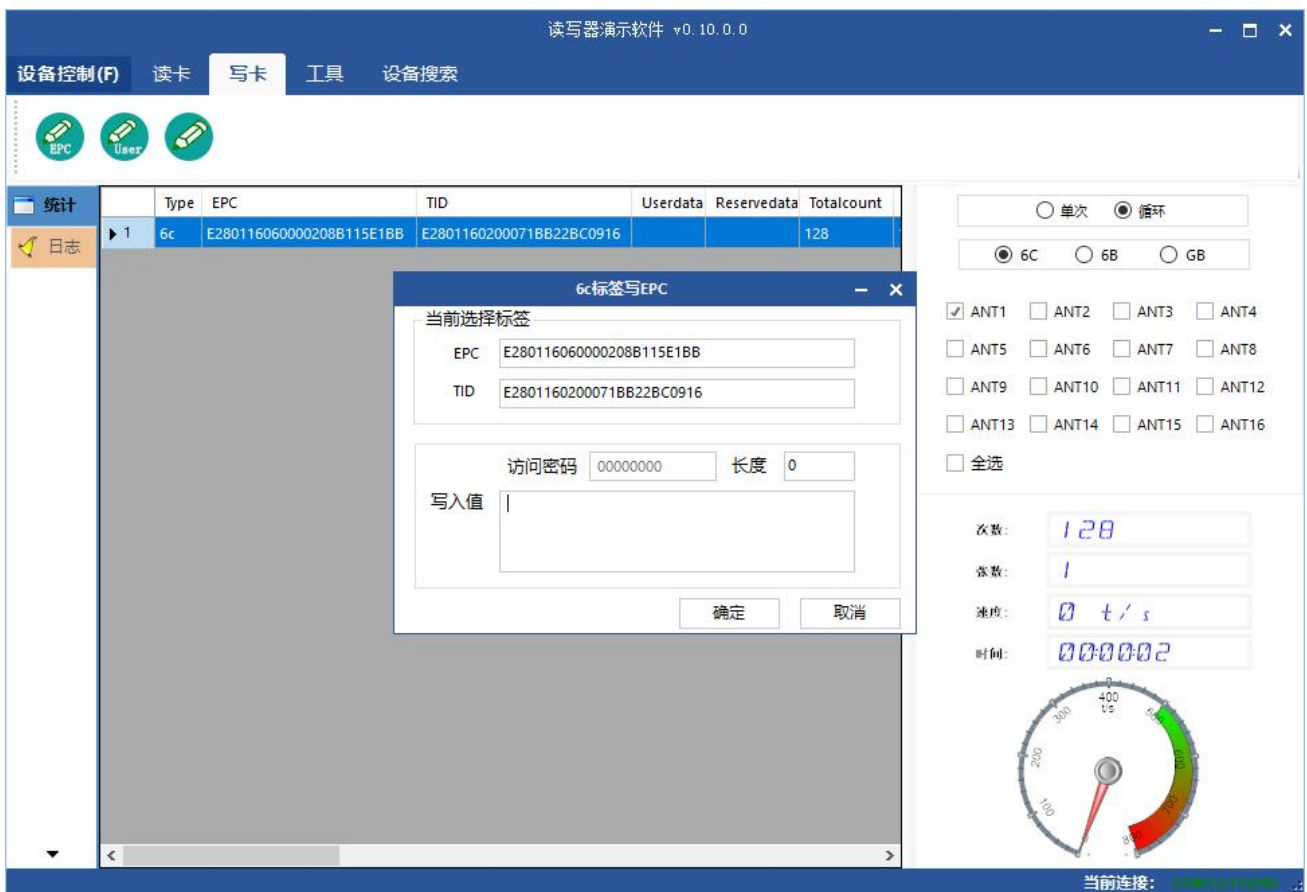 读写器演示软件 v0.10.0.0
设备控制(F) 读卡 写卡 工具 设备搜索
EPC User
统计
日志
Type EPC TID Userdata Reservedata Totalcount
1 6c E280116060000208B115E1BB E2801160200071BB22BC0916 128
6c标签写EPC
当前选择标签
EPC E280116060000208B115E1BB
TID E2801160200071BB22BC0916
访问密码 00000000 长度 0
写入值
确定 取消
单次 循环
6C 6B GB
ANT1 ANT2 ANT3 ANT4
ANT5 ANT6 ANT7 ANT8
ANT9 ANT10 ANT11 ANT12
ANT13 ANT14 ANT15 ANT16
全选
次数: 128
张数: 1
速度: 0 t/s
时间: 00:00:02
400
t/s
300
200
600
100
700
当前连接: